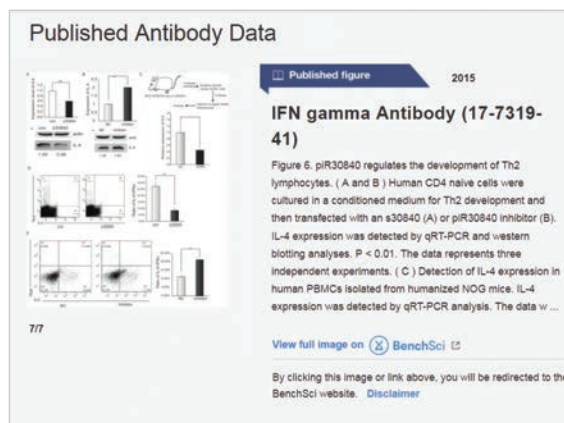 Published Antibody Data
Published figure
2015
IFN gamma Antibody (17-7319-
41)
Figure 6. piR30840 regulates the development of Th2
lymphocytes. ( A and B ) Human CD4 naive cells were
cultured in a conditioned medium for Th2 development and
then transfected with an s30840 (A) or piR30840 inhibitor (B).
IL-4 expression was detected by qRT-PCR and western
blotting analyses. P < 0.01. The data represents three
independent experiments. ( C ) Detection of IL-4 expression in
human PBMCs isolated from humanized NOG mice. IL-4
expression was detected by qRT-PCR analysis. The data w ...
7/7
View full image on BenchSci
By clicking this image or link above, you will be redirected to the
BenchSci website. Disclaimer